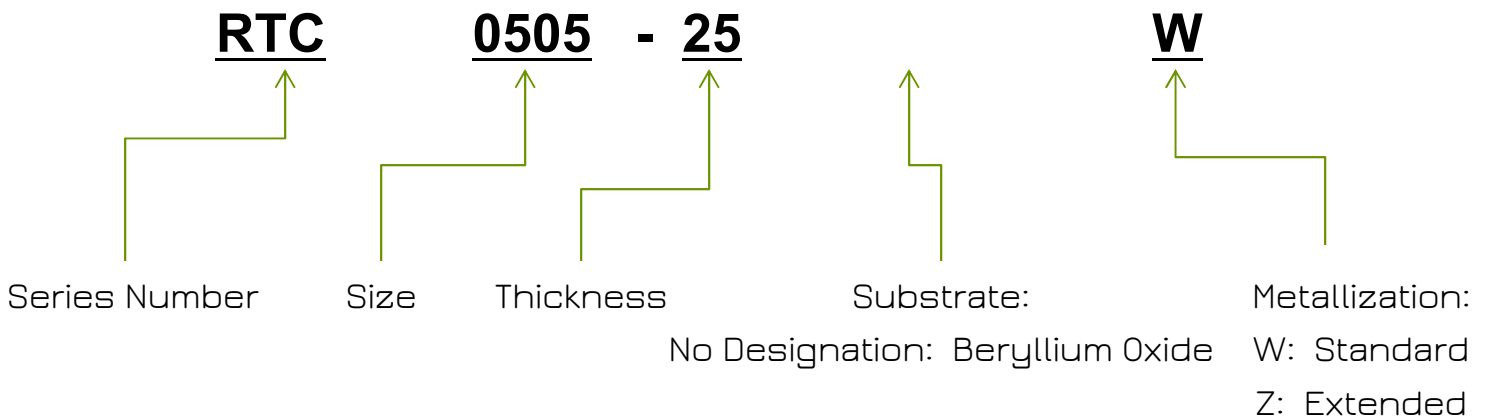 RTC 0505 - 25 W
Series Number Size Thickness Substrate: Metallization:
No Designation: Beryllium Oxide W: Standard
Z: Extended